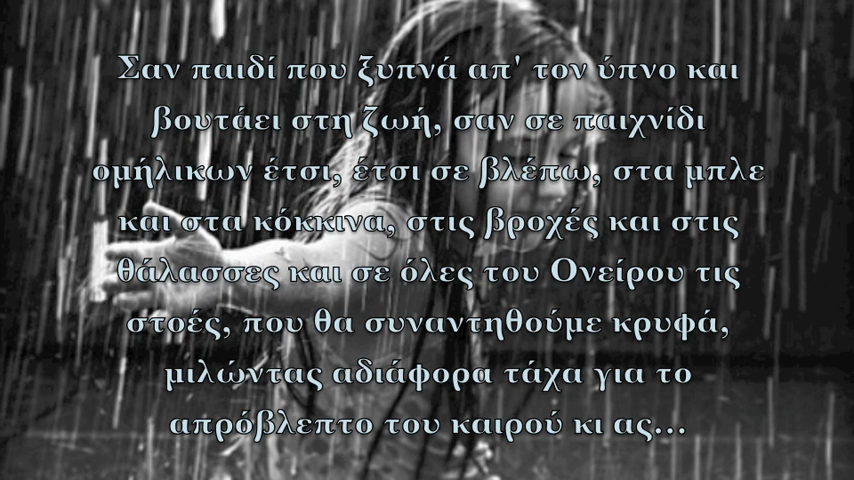 Σαν παιδί που ξυπνά απ' τον ύπνο και
βουτάει στη ζωή, σαν σε παιχνίδι
ομήλικων έτσι, έτσι σε βλέπω, στα μπλε
και στα κόκκινα, στις βροχές και στις
θάλασσες και σε όλες του Ονείρου τις
στοές, που θα συναντηθούμε κρυφά,
μιλώντας αδιάφορα τάχα για το
απρόβλεπτο του καιρού κι ας...